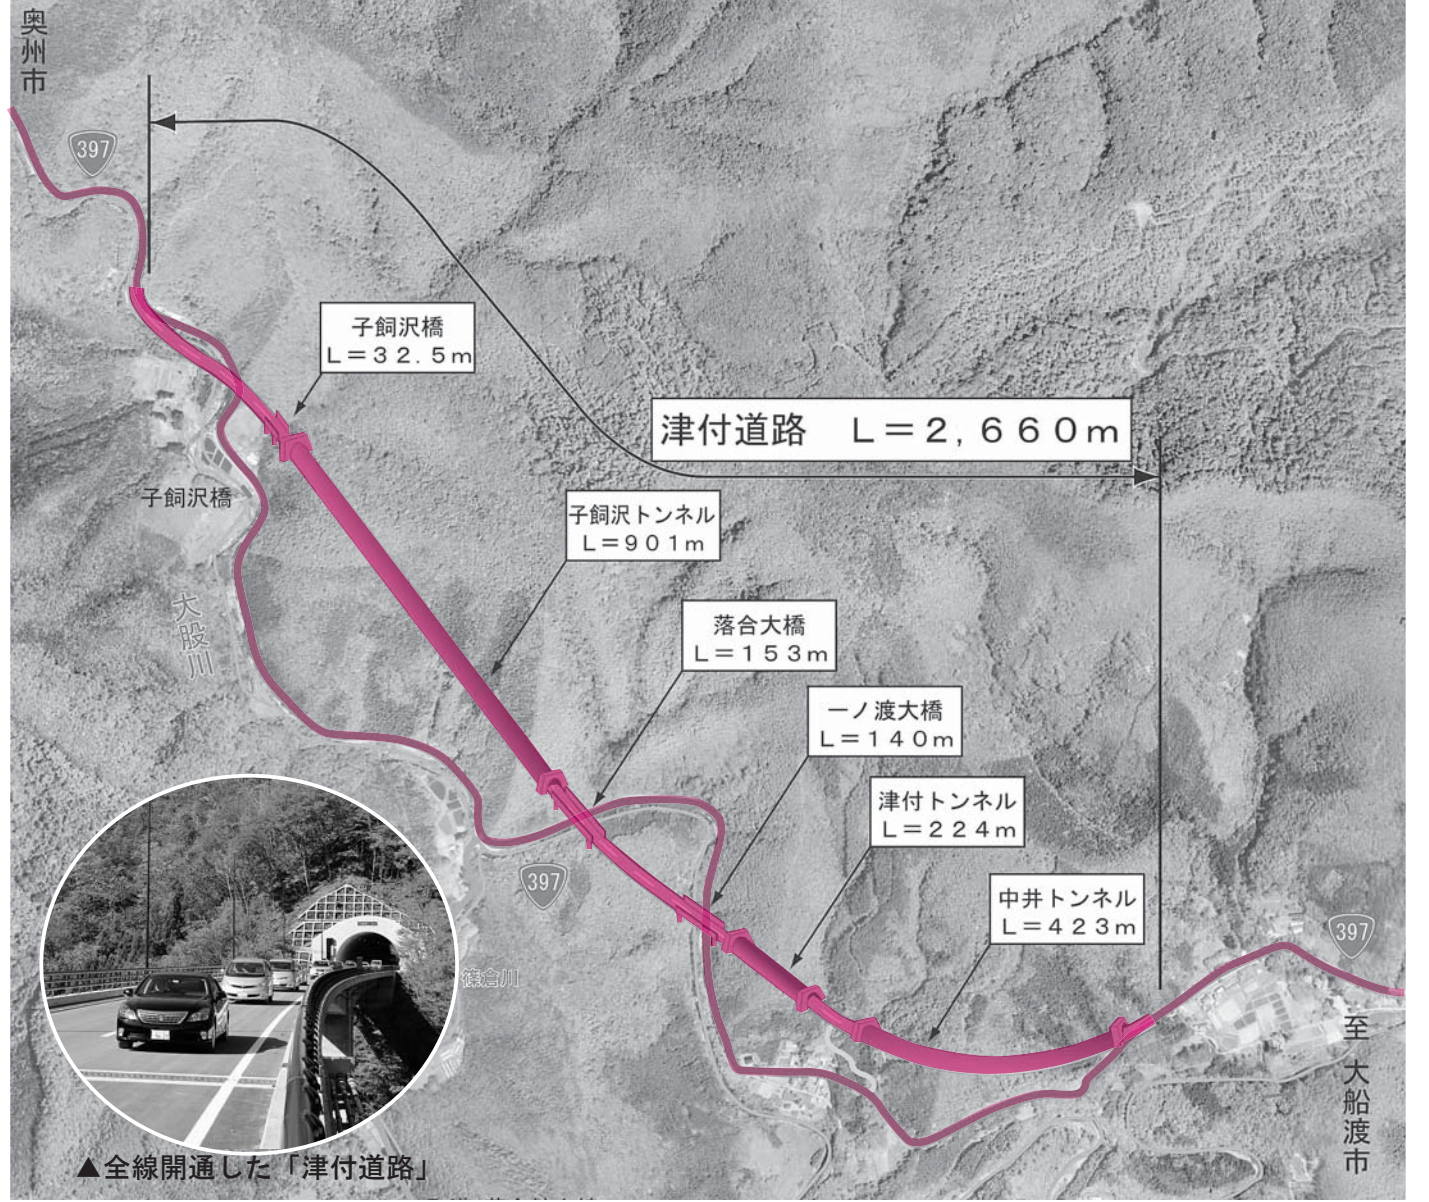 奥州市
397
子飼沢橋
L=32.5m
津付道路 L=2,660m
子飼沢橋
子飼沢トンネル
L=901m
大股川
落合大橋
L=153m
一ノ渡大橋
L=140m
津付トンネル
L=224m
397
中井トンネル
L=423m
397
篠倉川
至 大船渡市
▲全線開通した「津付道路」